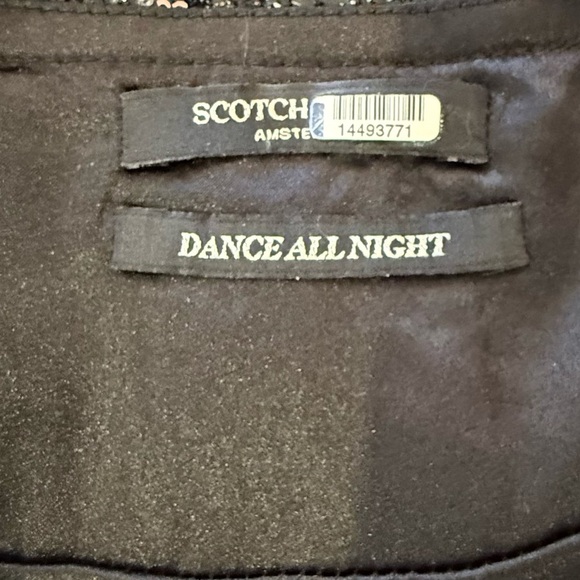 SCOTCH
AMSTE
14493771
DANCE ALL NIGHT